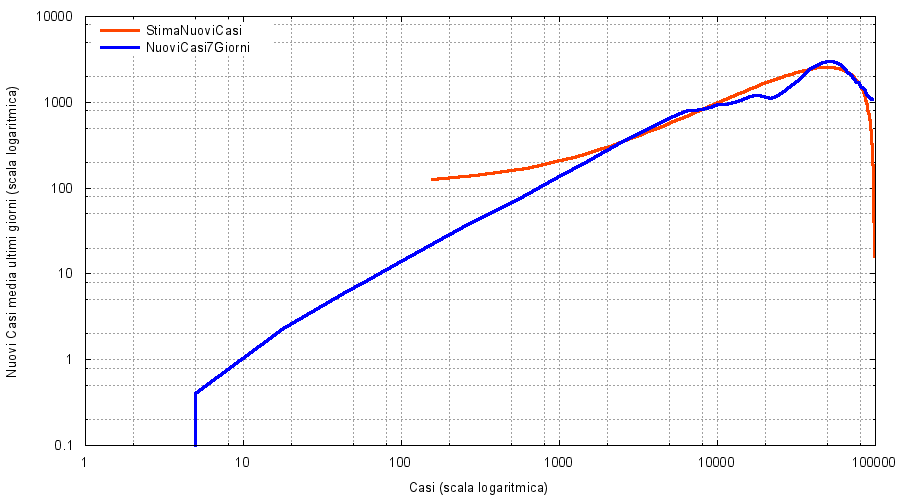 10000
1000
100
10
1
0.1
StimaNuoviCasi
NuoviCasi7Giorni
Nuovi Casi media ultimi giorni (scala logaritmica)
1 10 100 1000 10000 100000
Casi (scala logaritmica)